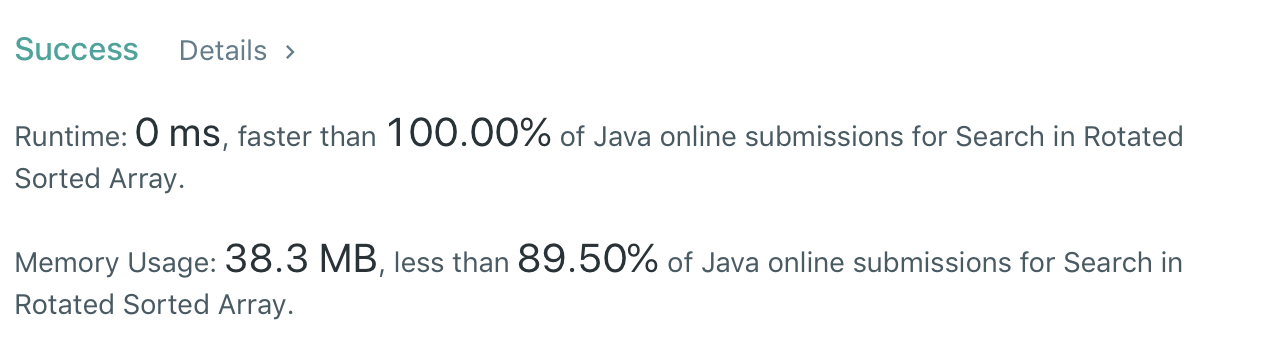 Success Details >
Runtime: 0 ms, faster than 100.00% of Java online submissions for Search in Rotated
Sorted Array.
Memory Usage: 38.3 MB, less than 89.50% of Java online submissions for Search in
Rotated Sorted Array.